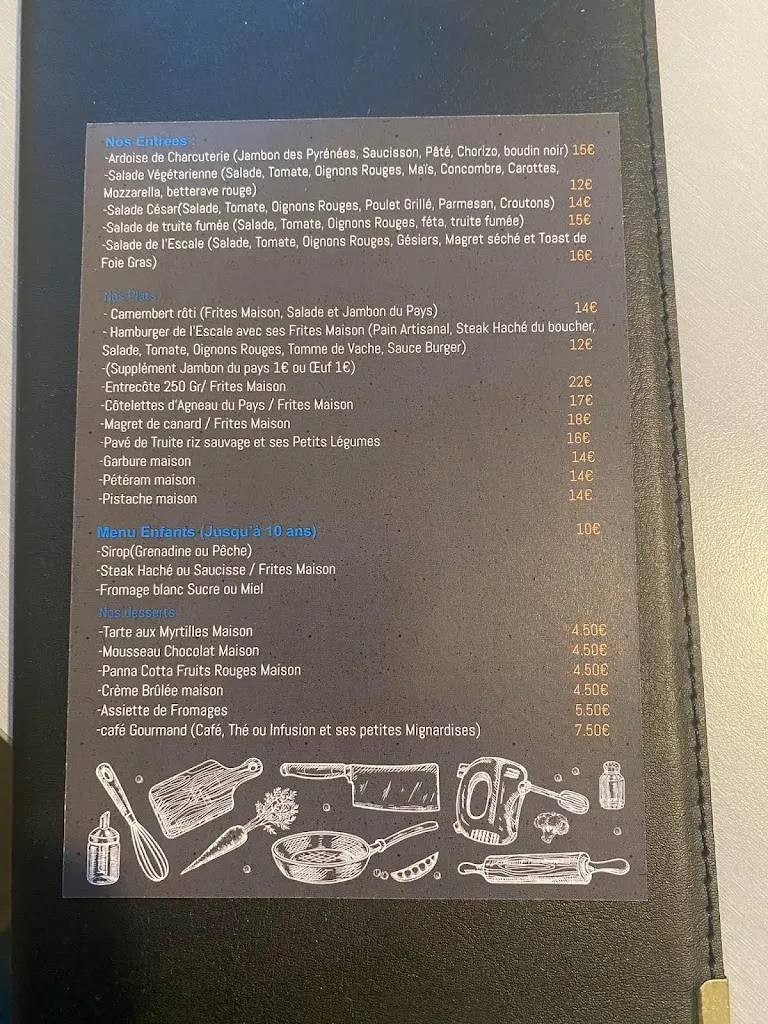 Nos Entrées :
-Ardoise de Charcuterie (Jambon des Pyrénées, Saucisson, Pâté, Chorizo, boudin noir) 15€
-Salade Végétarienne (Salade, Tomate, Oignons Rouges, Maïs, Concombre, Carottes,
Mozzarella, betterave rouge) 12€
-Salade César(Salade, Tomate, Oignons Rouges, Poulet Grillé, Parmesan, Croutons) 14€
-Salade de truite fumée (Salade, Tomate, Oignons Rouges, féta, truite fumée) 15€
-Salade de l'Escale (Salade, Tomate, Oignons Rouges, Gésiers, Magret séché et Toast de
Foie Gras) 16€
Nos Plats
- Camembert rôti (Frites Maison, Salade et Jambon du Pays) 14€
- Hamburger de l'Escale avec ses Frites Maison (Pain Artisanal, Steak Haché du boucher,
Salade, Tomate, Oignons Rouges, Tomme de Vache, Sauce Burger) 12€
-(Supplément Jambon du pays 1€ ou Œuf 1€)
-Entrecôte 250 Gr/ Frites Maison 22€
-Côtelettes d'Agneau du Pays / Frites Maison 17€
-Magret de canard / Frites Maison 18€
-Pavé de Truite riz sauvage et ses Petits Légumes 16€
-Garbure maison 14€
-Pétéram maison 14€
-Pistache maison 14€
Menu Enfants (Jusqu'à 10 ans) 10€
-Sirop(Grenadine ou Pêche)
-Steak Haché ou Saucisse / Frites Maison
-Fromage blanc Sucre ou Miel
Nos desserts
-Tarte aux Myrtilles Maison 4.50€
-Mousseau Chocolat Maison 4.50€
-Panna Cotta Fruits Rouges Maison 4.50€
-Crème Brûlée maison 4.50€
-Assiette de Fromages 5.50€
-café Gourmand (Café, Thé ou Infusion et ses petites Mignardises) 7.50€